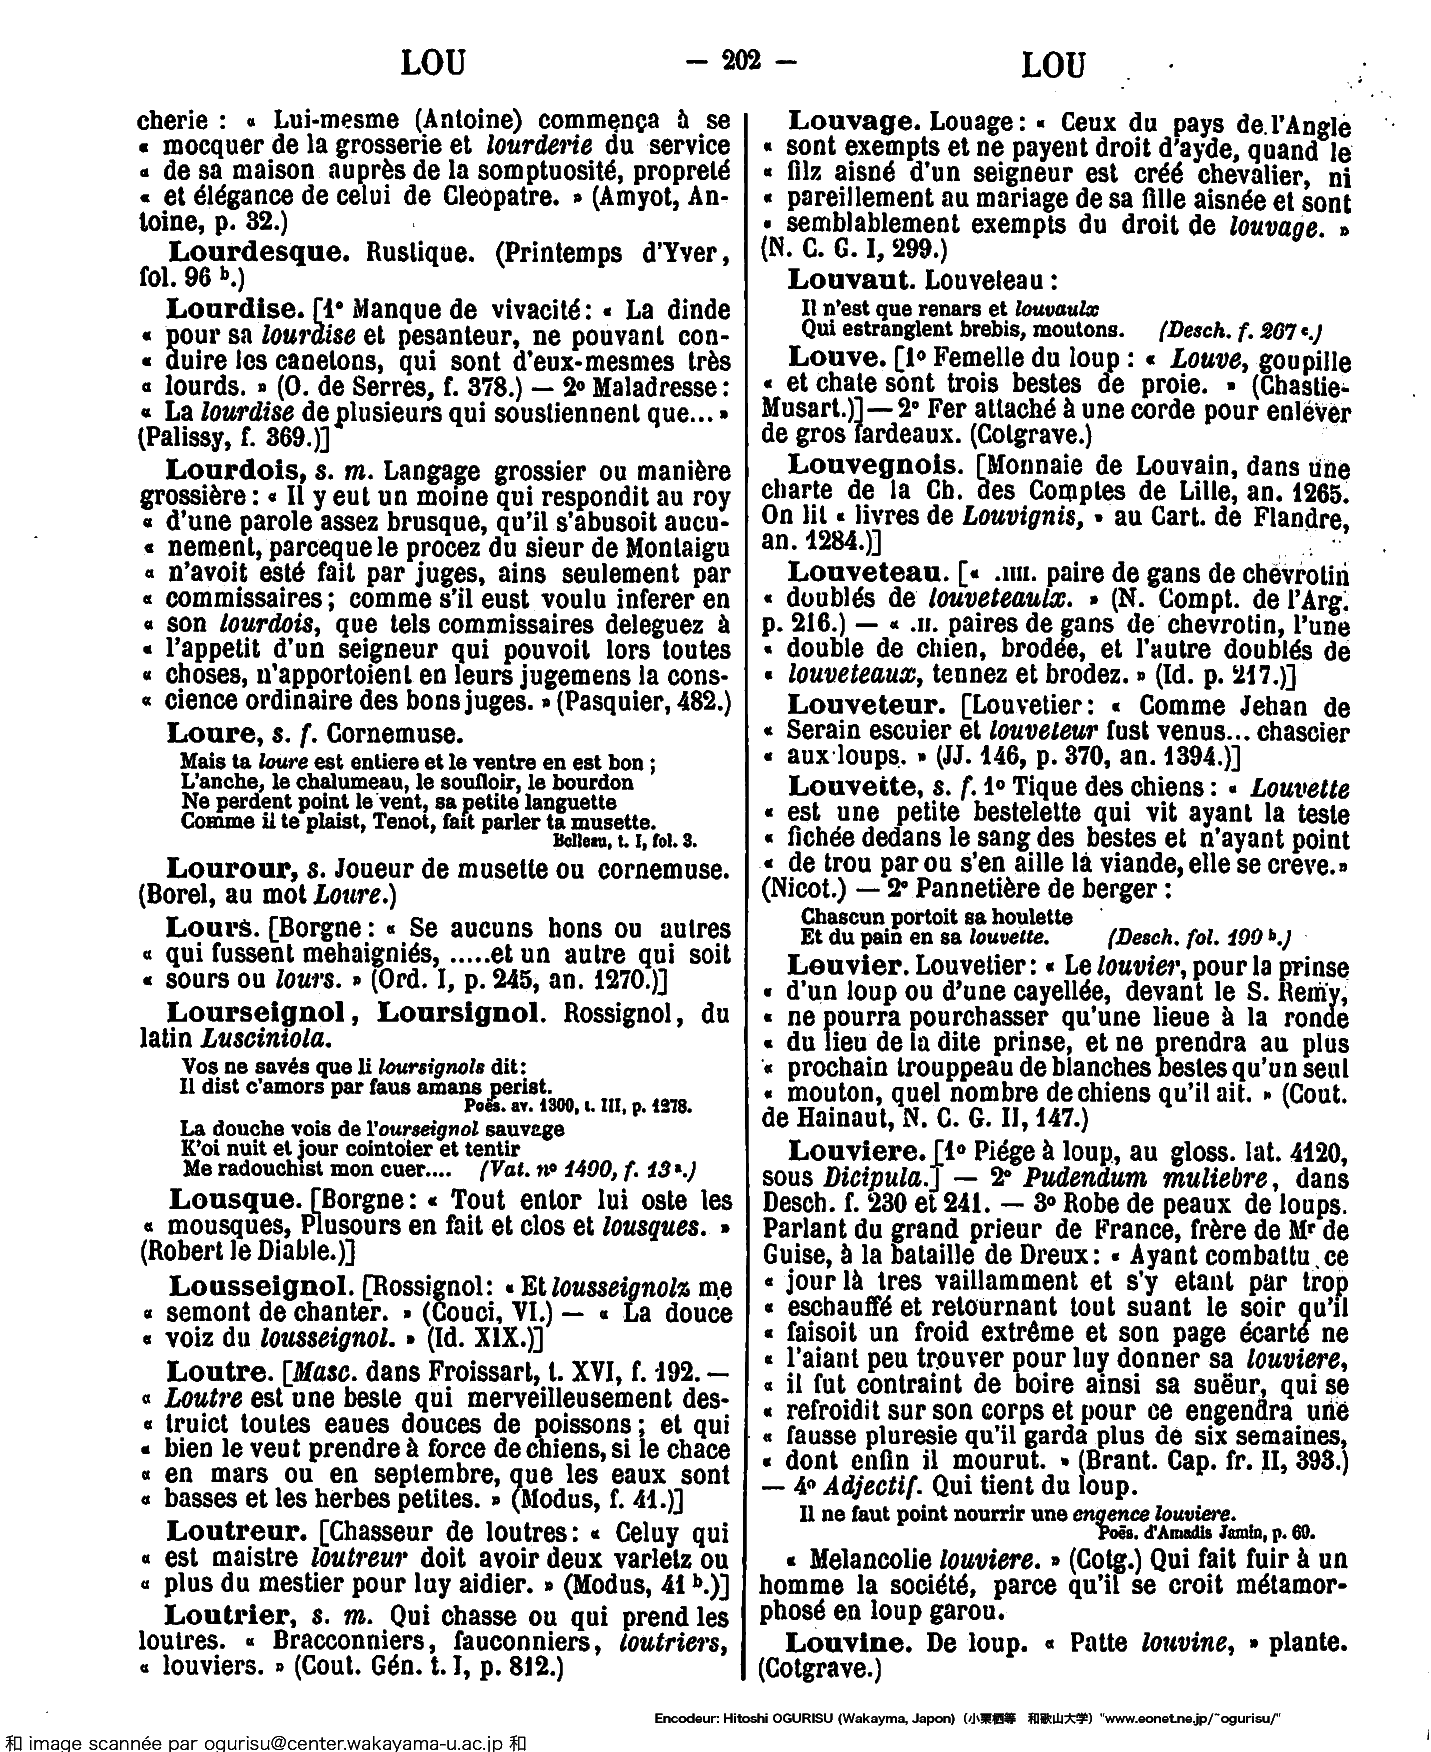 LOU
— 202 —
LOU
cherie : « Lui-mesme (Antoine) commença à se
« mocquer de la grosserie et lourderie du service
« de sa maison auprès de la somptuosité, propreté
« et élégance de celui de Cleopatre. » (Amyot, An-
toine, p. 32.)
Lourdesque. Rustique. (Printemps d'Yver,
fol. 96 b.)
Lourdise. [1° Manque de vivacité : « La dinde
« pour sa lourdise et pesanteur, ne pouvant con-
« duire les canetons, qui sont d'eux-mesmes très
« lourds. » (O. de Serres, f. 378.) — 2° Maladresse :
« La lourdise de plusieurs qui soustiennent que... »
(Palissy, f. 369.)]
Lourdois, s. m. Langage grossier ou manière
grossière : « Il y eut un moine qui respondit au roy
« d'une parole assez brusque, qu'il s'abusoit aucu-
« nement, parceque le procez du sieur de Montaigu
« n'avoit esté fait par juges, ains seulement par
« commissaires ; comme s'il eust voulu inferer en
« son lourdois, que tels commissaires deleguez à
« l'appetit d'un seigneur qui pouvoit lors toutes
« choses, n'apportoient en leurs jugemens la cons-
« cience ordinaire des bons juges. » (Pasquier, 482.)
Loure, s. f. Cornemuse.
Mais ta loure est entiere et le ventre en est bon ;
L'anche, le chalumeau, le soufloir, le bourdon
Ne perdent point le vent, sa petite languette
Comme il te plaist, Tenot, fait parler ta musette.
Belleau, t. I, fol. 3.
Lourour, s. Joueur de musette ou cornemuse.
(Borel, au mot Loure.)
Lours. [Borgne : « Se aucuns hons ou autres
« qui fussent mehaigniés, .....et un autre qui soit
« sours ou lours. » (Ord. I, p. 245, an. 1270.)]
Lourseignol, Loursignol. Rossignol, du
latin Lusciniola.
Vos ne savés que li loursignols dit :
Il dist c'amors par faus amans perist.
Poës. av. 1300, t. III, p. 1278.
La douche vois de l'ourseignol sauvage
K'oi nuit et jour cointoier et tentir
Me radouchist mon cuer.... (Vat. n° 1490, f. 13 a.)
Lousque. [Borgne : « Tout entor lui oste les
« mousques, Plusours en fait et clos et lousques. »
(Robert le Diable.)]
Lousseignol. [Rossignol : « Et lousseignolz me
« semont de chanter. » (Couci, VI.) — « La douce
« voiz du lousseignol. » (Id. XIX.)]
Loutre. [Masc. dans Froissart, t. XVI, f. 192. —
« Loutre est une beste qui merveilleusement des-
« truict toutes eaues douces de poissons ; et qui
« bien le veut prendre à force de chiens, si le chace
« en mars ou en septembre, que les eaux sont
« basses et les herbes petites. » (Modus, f. 41.)]
Loutreur. [Chasseur de loutres : « Celuy qui
« est maistre loutreur doit avoir deux varletz ou
« plus du mestier pour luy aidier. » (Modus, 41 b.)]
Loutrier, s. m. Qui chasse ou qui prend les
loutres. « Bracconniers, fauconniers, loutriers,
« louviers. » (Cout. Gén. t. I, p. 812.)
Louvage. Louage : « Ceux du pays de l'Angle
« sont exempts et ne payent droit d'ayde, quand le
« filz aisné d'un seigneur est créé chevalier, ni
« pareillement au mariage de sa fille aisnée et sont
« semblablement exempts du droit de louvage. »
(N. C. G. I, 299.)
Louvaut. Louveteau :
Il n'est que renars et louvaulx
Qui estranglent brebis, moutons. (Desch. f. 267 c.)
Louve. [1° Femelle du loup : « Louve, goupille
« et chate sont trois bestes de proie. » (Chastie-
Musart.)] — 2° Fer attaché à une corde pour enlever
de gros fardeaux. (Cotgrave.)
Louvegnois. [Monnaie de Louvain, dans une
charte de la Ch. des Comptes de Lille, an. 1265.
On lit « livres de Louvignis, » au Cart. de Flandre,
an. 1284.)]
Louveteau. [« .IIII. paire de gans de chevrotin
« doublés de louveteaulx. » (N. Compt. de l'Arg.
p. 216.) — « .II. paires de gans de chevrotin, l'une
« double de chien, brodée, et l'autre doublés de
« louveteaux, tennez et brodez. » (Id. p. 217.)]
Louveteur. [Louvetier : « Comme Jehan de
« Serain escuier et louveteur fust venus... chascier
« aux loups. » (JJ. 146, p. 370, an. 1394.)]
Louvette, s. f. 1° Tique des chiens : « Louvette
« est une petite bestelette qui vit ayant la teste
« fichée dedans le sang des bestes et n'ayant point
« de trou par ou s'en aille la viande, elle se creve. »
(Nicot.) — 2° Pannetière de berger :
Chascun portoit sa houlette
Et du pain en sa louvette. (Desch. fol. 199 b.)
Louvier. Louvetier : « Le louvier, pour la prinse
« d'un loup ou d'une cayellée, devant le S. Remy,
« ne pourra pourchasser qu'une lieue à la ronde
« du lieu de la dite prinse, et ne prendra au plus
« prochain trouppeau de blanches bestes qu'un seul
« mouton, quel nombre de chiens qu'il ait. » (Cout.
de Hainaut, N. C. G. II, 147.)
Louviere. [1° Piége à loup, au gloss. lat. 4120,
sous Dicipula.] — 2° Pudendum muliebre, dans
Desch. f. 230 et 241. — 3° Robe de peaux de loups.
Parlant du grand prieur de France, frère de Mr de
Guise, à la bataille de Dreux : « Ayant combattu ce
« jour là tres vaillamment et s'y etant par trop
« eschauffé et retournant tout suant le soir qu'il
« faisoit un froid extrême et son page écarté ne
« l'aiant peu trouver pour luy donner sa louviere,
« il fut contraint de boire ainsi sa suëur, qui se
« refroidit sur son corps et pour ce engendra une
« fausse pluresie qu'il garda plus de six semaines,
« dont enfin il mourut. » (Brant. Cap. fr. II, 393.)
— 4° Adjectif. Qui tient du loup.
Il ne faut point nourrir une engence louviere.
Poës. d'Amadis Jamin, p. 60.
« Melancolie louviere. » (Cotg.) Qui fait fuir à un
homme la société, parce qu'il se croit métamor-
phosé en loup garou.
Louvine. De loup. « Patte louvine, » plante.
(Cotgrave.)
Encodeur: Hitoshi OGURISU (Wakayma, Japon) (小栗栖等 和歌山大学) "www.eonet.ne.jp/~ogurisu/"
和 image scannée par ogurisu@center.wakayama-u.ac.jp 和